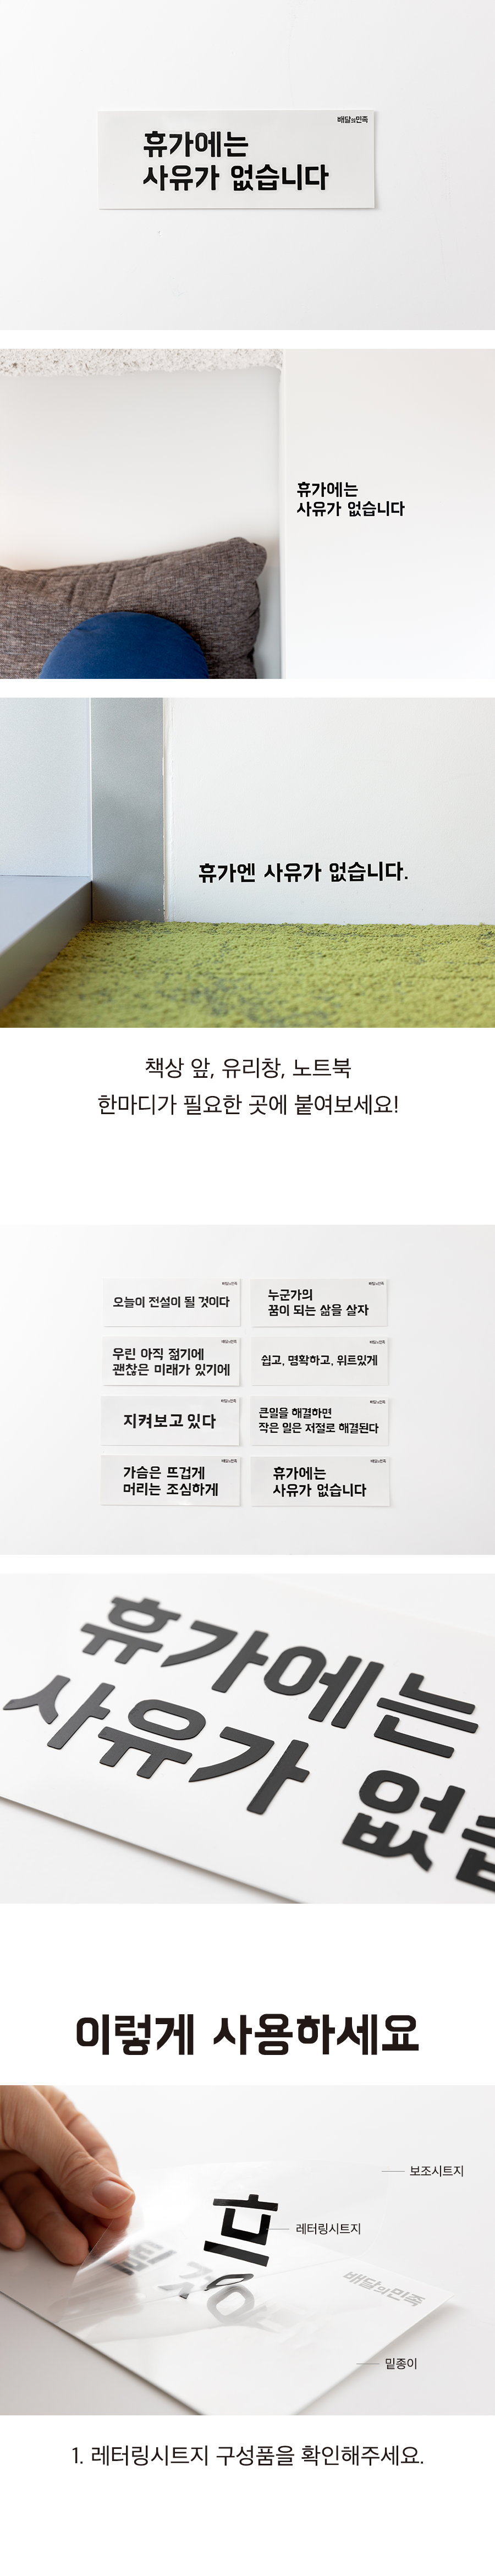 배달의민족
휴가에는
사유가 없습니다
휴가에는
사유가 없습니다
휴가엔 사유가 없습니다.
책상 앞, 유리창, 노트북
한마디가 필요한 곳에 붙여보세요!
배달의민족
오늘이 전설이 될 것이다
배달의민족
누군가의
꿈이 되는 삶을 살자
배달의민족
우린 아직 젊기에
괜찮은 미래가 있기에
배달의민족
쉽고, 명확하고, 위트있게
배달의민족
지켜보고 있다
배달의민족
큰일을 해결하면
작은 일은 저절로 해결된다
배달의민족
가슴은 뜨겁게
머리는 조심하게
배달의민족
휴가에는
사유가 없습니다
휴가에는
사유가 없습
이렇게 사용하세요
보조시트지
레터링시트지
배달의민족
밑종이
1. 레터링시트지 구성품을 확인해주세요.